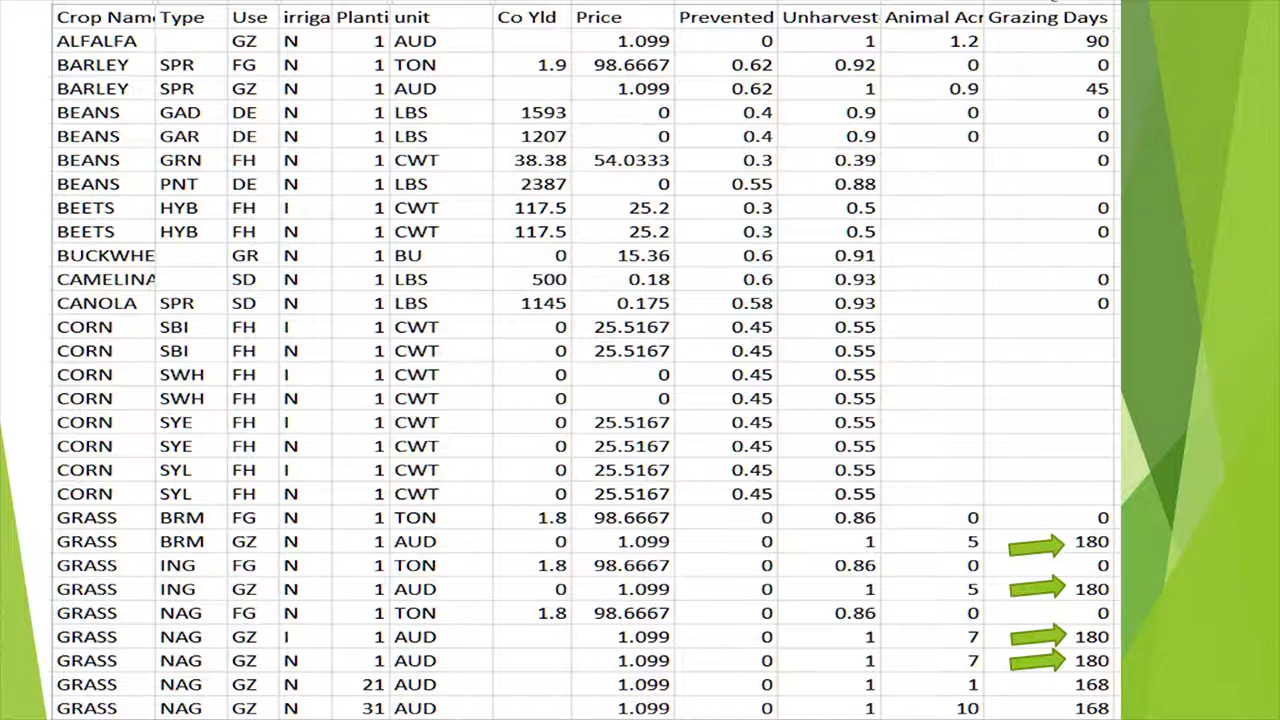 Crop Nam Type Use irriga Planti unit Co Yld Price Prevented Unharvest Animal Acr Grazing Days
ALFALFA GZ N 1 AUD 1.099 0 1 1.2 90
BARLEY SPR FG N 1 TON 1.9 98.6667 0.62 0.92 0 0
BARLEY SPR GZ N 1 AUD 1.099 0.62 1 0.9 45
BEANS GAD DE N 1 LBS 1593 0 0.4 0.9 0 0
BEANS GAR DE N 1 LBS 1207 0 0.4 0.9 0 0
BEANS GRN FH N 1 CWT 38.38 54.0333 0.3 0.39 0
BEANS PNT DE N 1 LBS 2387 0 0.55 0.88
BEETS HYB FH I 1 CWT 117.5 25.2 0.3 0.5 0
BEETS HYB FH N 1 CWT 117.5 25.2 0.3 0.5 0
BUCKWHE GR N 1 BU 0 15.36 0.6 0.91
CAMELINA SD N 1 LBS 500 0.18 0.6 0.93 0
CANOLA SPR SD N 1 LBS 1145 0.175 0.58 0.93 0
CORN SBI FH I 1 CWT 0 25.5167 0.45 0.55
CORN SBI FH N 1 CWT 0 25.5167 0.45 0.55
CORN SWH FH I 1 CWT 0 0 0.45 0.55
CORN SWH FH N 1 CWT 0 0 0.45 0.55
CORN SYE FH I 1 CWT 0 25.5167 0.45 0.55
CORN SYE FH N 1 CWT 0 25.5167 0.45 0.55
CORN SYL FH I 1 CWT 0 25.5167 0.45 0.55
CORN SYL FH N 1 CWT 0 25.5167 0.45 0.55
GRASS BRM FG N 1 TON 1.8 98.6667 0 0.86 0 0
GRASS BRM GZ N 1 AUD 0 1.099 0 1 5 180
GRASS ING FG N 1 TON 1.8 98.6667 0 0.86 0 0
GRASS ING GZ N 1 AUD 0 1.099 0 1 5 180
GRASS NAG FG N 1 TON 1.8 98.6667 0 0.86 0 0
GRASS NAG GZ I 1 AUD 1.099 0 1 7 180
GRASS NAG GZ N 1 AUD 1.099 0 1 7 180
GRASS NAG GZ N 21 AUD 1.099 0 1 1 168
GRASS NAG GZ N 31 AUD 1.099 0 1 10 168